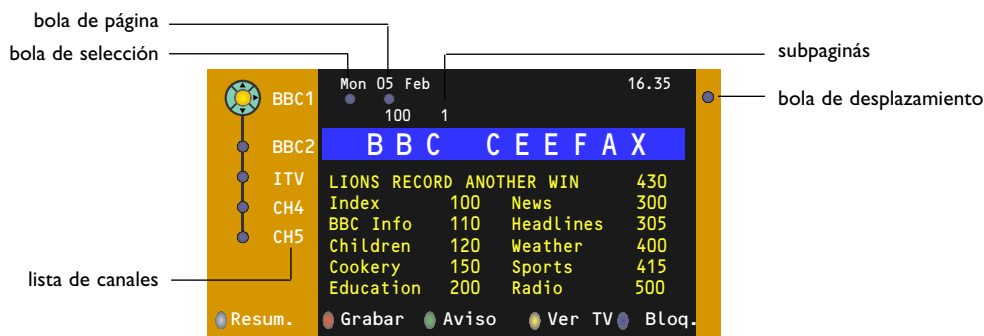 bola de página
bola de selección
subpaginás
Mon 05 Feb 16.35
BBC1
bola de desplazamiento
100 1
BBC2
BBC CEEFAX
ITV
LIONS RECORD ANOTHER WIN 430
CH4
Index 100 News 300
BBC Info 110 Headlines 305
CH5
Children 120 Weather 400
lista de canales
Cookery 150 Sports 415
Education 200 Radio 500
Resum. Grabar Aviso Ver TV Bloq.